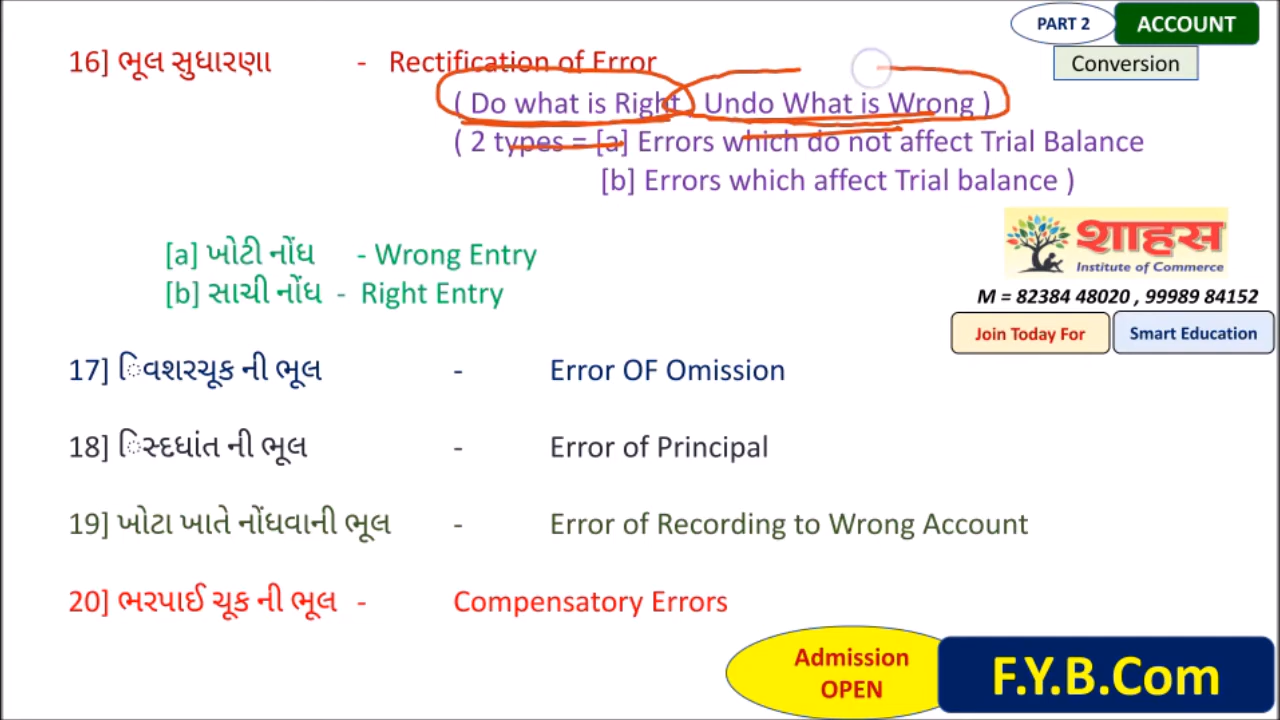 PART 2
ACCOUNT
Conversion
16] ભૂલ સુધારણા - Rectification of Error
( Do what is Right , Undo What is Wrong )
( 2 types = [a] Errors which do not affect Trial Balance
[b] Errors which affect Trial balance )
[a] ખોટી નોંધ - Wrong Entry
[b] સાચી નોંધ - Right Entry
शाहस
Institute of Commerce
M = 82384 48020 , 99989 84152
Join Today For
Smart Education
17] િવશરચૂક ની ભૂલ - Error OF Omission
18] િસ્દધાંત ની ભૂલ - Error of Principal
19] ખોટા ખાતે નોંધવાની ભૂલ - Error of Recording to Wrong Account
20] ભરપાઈ ચૂક ની ભૂલ - Compensatory Errors
Admission
OPEN
F.Y.B.Com